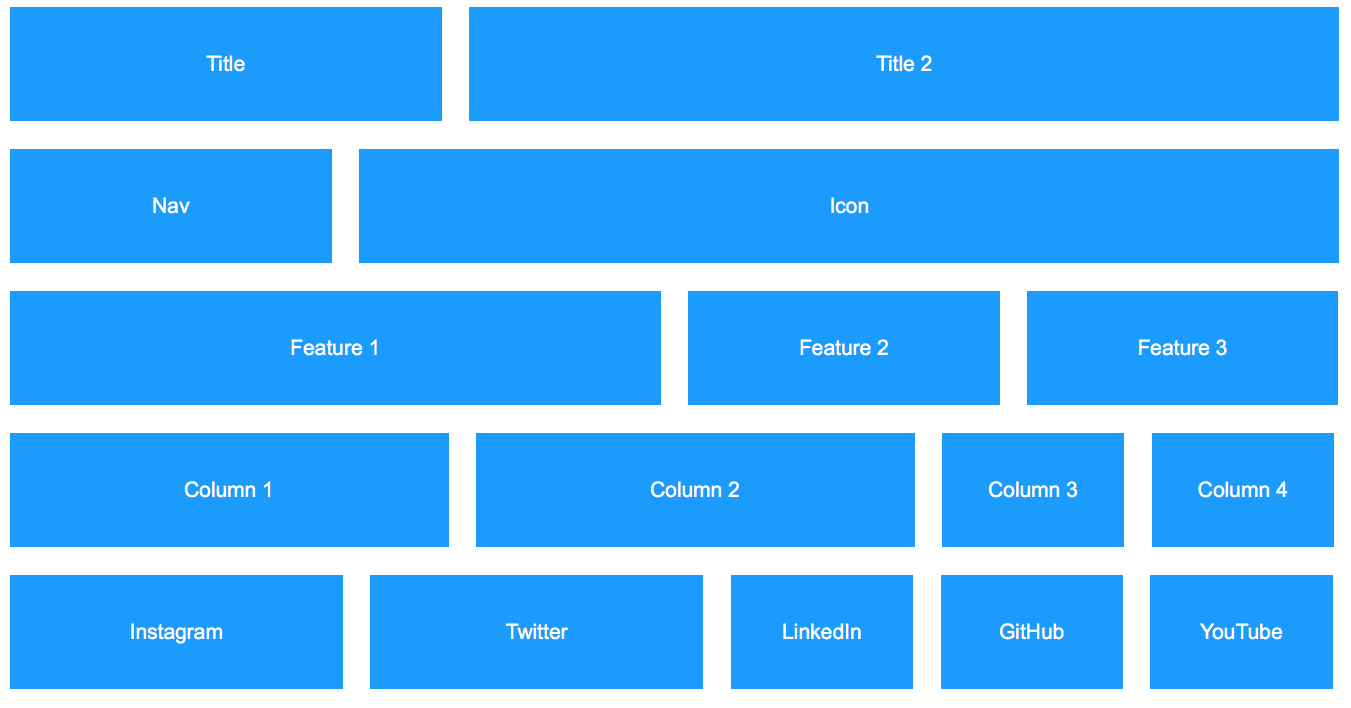 Title
Title 2
Nav
Icon
Feature 1
Feature 2
Feature 3
Column 1
Column 2
Column 3
Column 4
Instagram
Twitter
LinkedIn
GitHub
YouTube